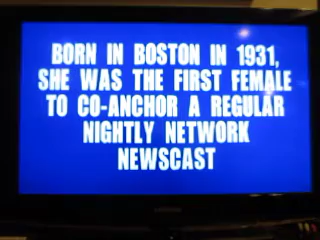 BORN IN BOSTON IN 1931,
SHE WAS THE FIRST FEMALE
TO CO-ANCHOR A REGULAR
NIGHTLY NETWORK
NEWSCAST